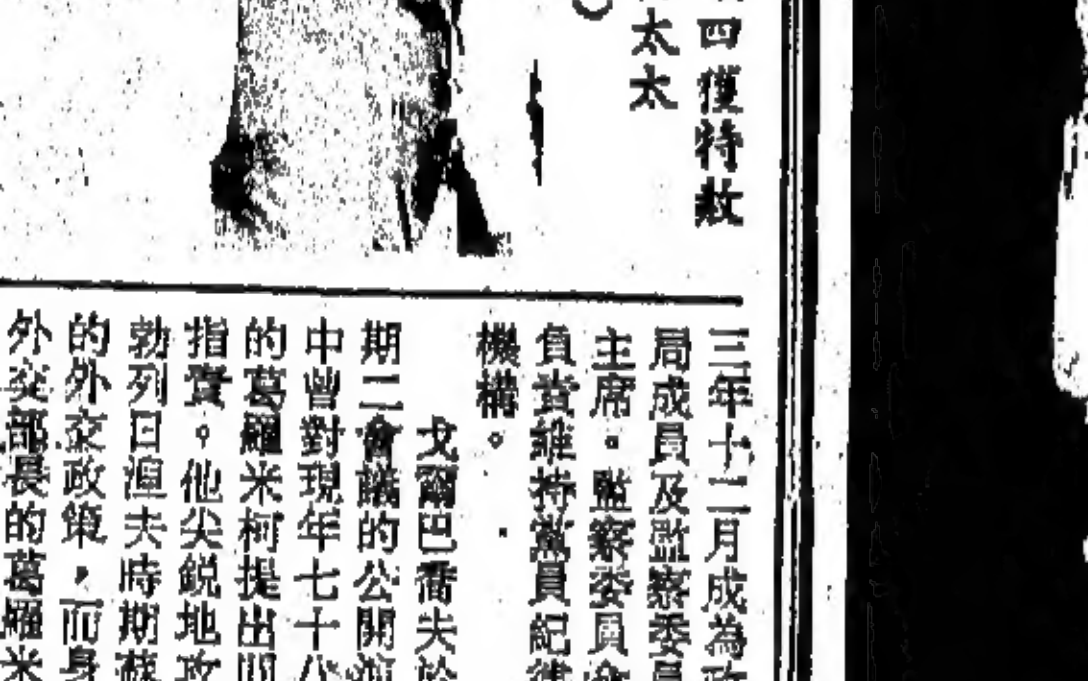 四獲特赦
太太
三年十二月成為政
局成員及監察委員
主席。監察委員會
負責維持黨員紀律
機構。
戈爾巴喬夫於
期二會議的公開演
中曾對現年七十八
的葛羅米柯提出
指責。他尖銳地攻
勃列日湼夫時期蘇
的外交政策，而身
外交部長的葛羅米